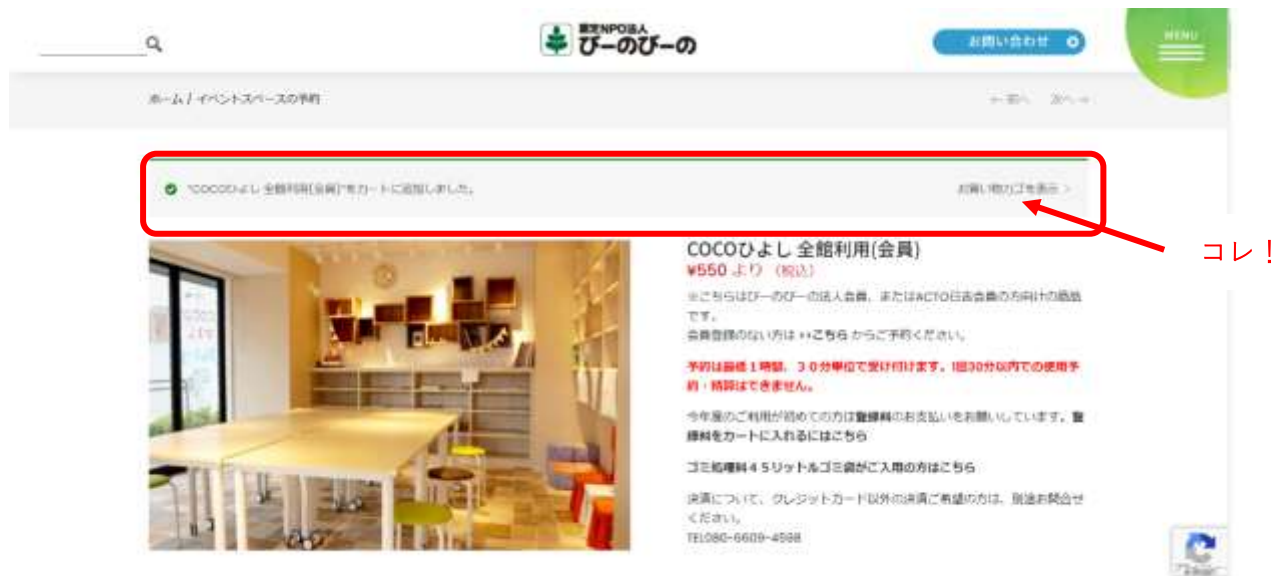 認定NPO法人
びーのびーの
お問い合わせ
MENU
ホーム / イベントスペースの予約
←前へ 次へ→
"COCOひよし 全館利用(会員)"をカートに追加しました。
お買い物カゴを表示 >
コレ！
COCOひよし 全館利用(会員)
¥550 より (税込)
※こちらはびーのびーの法人会員、またはACTO日吉会員の方向けの商品
です。
会員登録のない方は ››こちら からご予約ください。
予約は最低１時間、３０分単位で受け付けます。1回30分以内での使用予
約・精算はできません。
今年度のご利用が初めての方は登録料のお支払いをお願いしています。登
録料をカートに入れるにはこちら
ゴミ処理料４５リットルゴミ袋がご入用の方はこちら
決済について、クレジットカード以外の決済ご希望の方は、別途お問合せ
ください。
TEL080-6609-4598